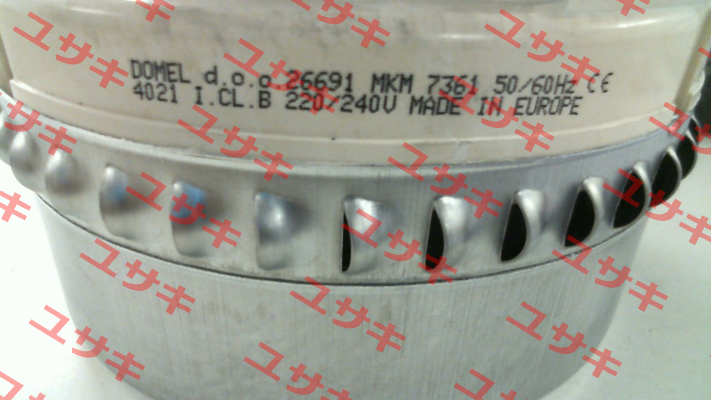 DOMEL d.o.o 26691 MKM 7361 50/60Hz CE
4021 I.CL.B 220/240V MADE IN EUROPE
ユサキ